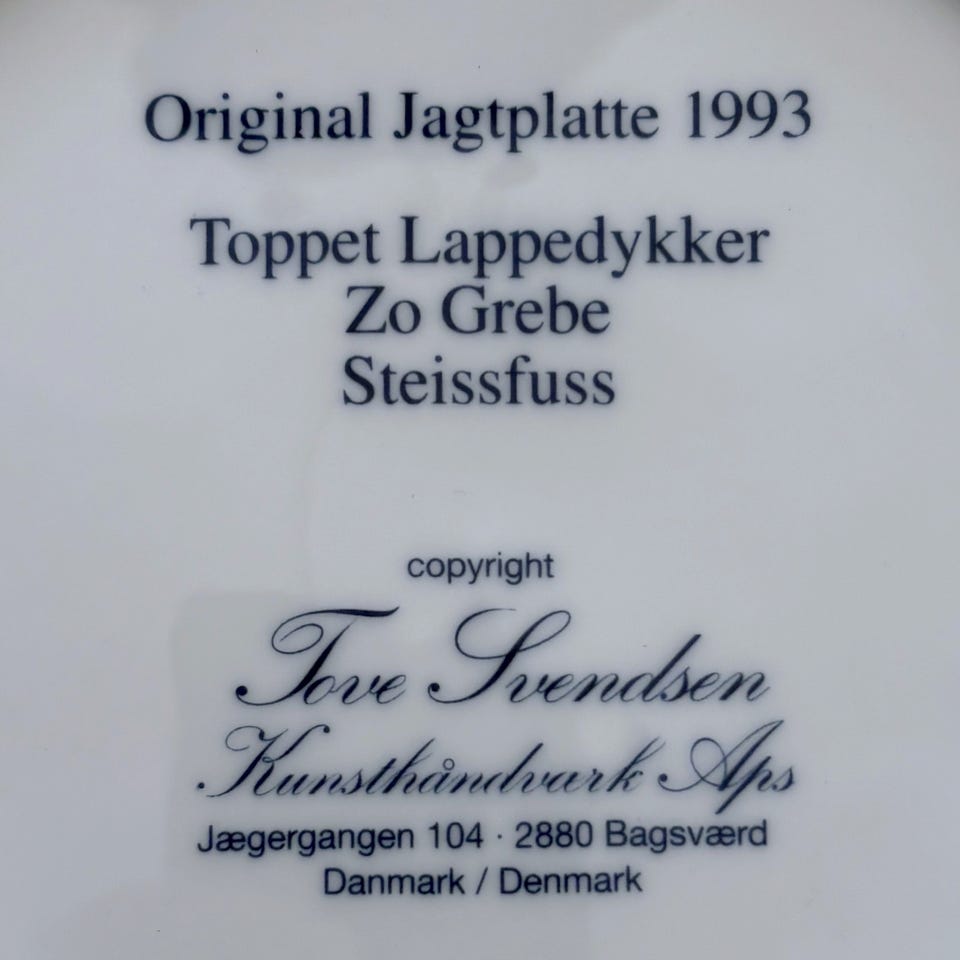 Original Jagtplatte 1993
Toppet Lappedykker
Zo Grebe
Steissfuss
copyright
Tove Svendsen
Kunsthåndværk Aps
Jægergangen 104 · 2880 Bagsværd
Danmark / Denmark